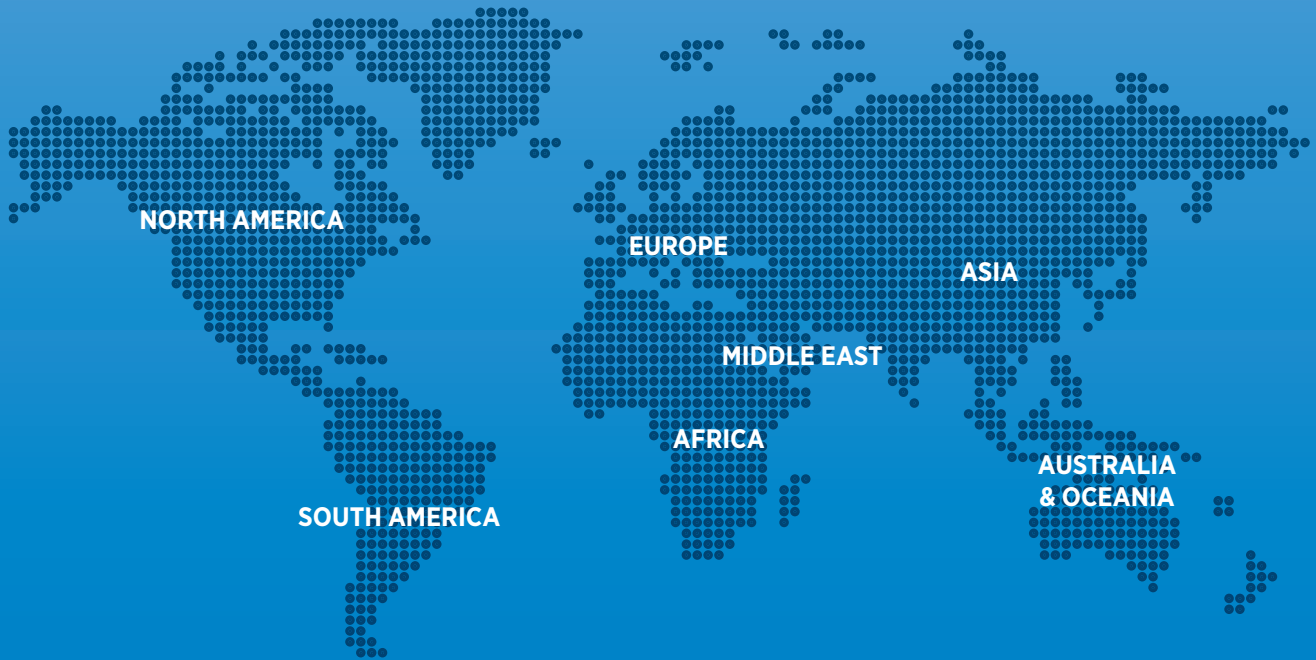 NORTH AMERICA
EUROPE
ASIA
MIDDLE EAST
AFRICA
AUSTRALIA
& OCEANIA
SOUTH AMERICA